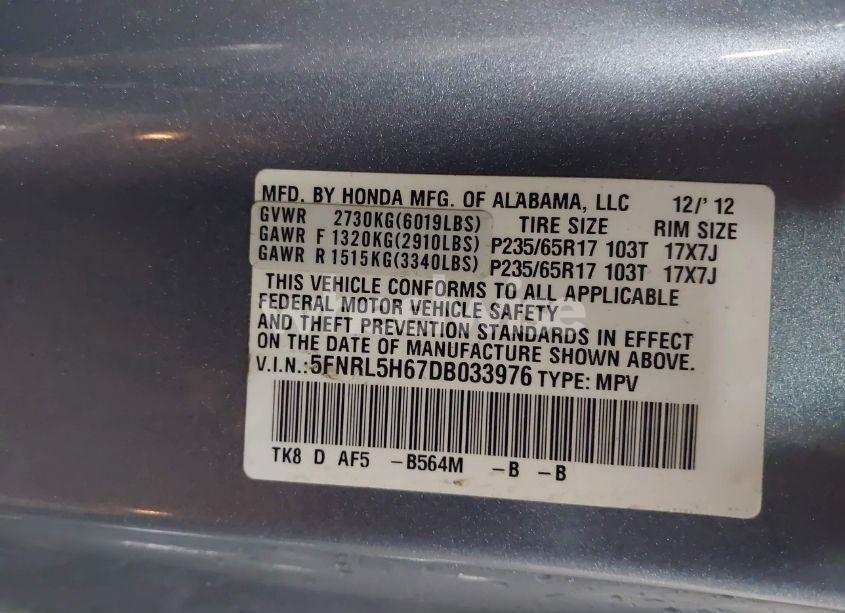 MFD. BY HONDA MFG. OF ALABAMA, LLC 12/'12
GVWR 2730KG(6019LBS) TIRE SIZE RIM SIZE
GAWR F 1320KG(2910LBS) P235/65R17 103T 17X7J
GAWR R 1515KG(3340LBS) P235/65R17 103T 17X7J
THIS VEHICLE CONFORMS TO ALL APPLICABLE
FEDERAL MOTOR VEHICLE SAFETY
AND THEFT PREVENTION STANDARDS IN EFFECT
ON THE DATE OF MANUFACTURE SHOWN ABOVE.
V.I.N.:5FNRL5H67DB033976 TYPE: MPV
TK8 D AF5 -B564M -B -B